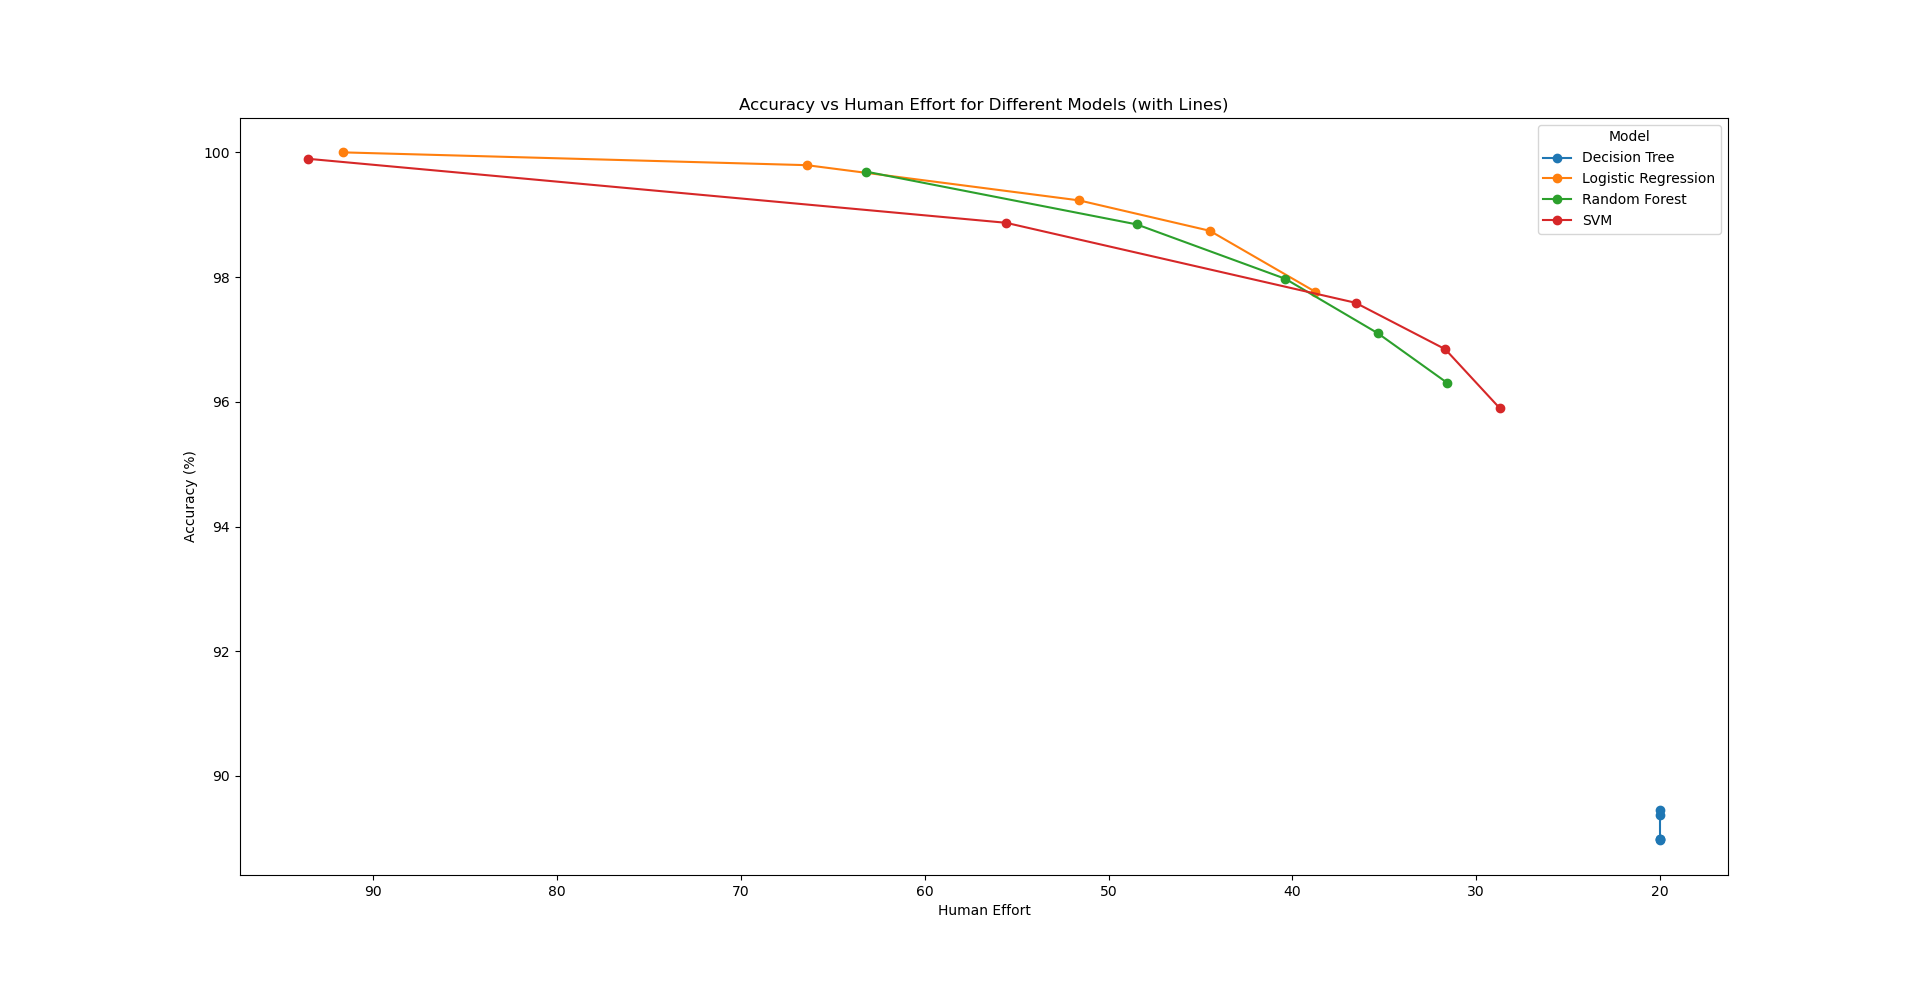 Accuracy vs Human Effort for Different Models (with Lines)
Model
Decision Tree
Logistic Regression
Random Forest
SVM
Accuracy (%)
100
98
96
94
92
90
90 80 70 60 50 40 30 20
Human Effort